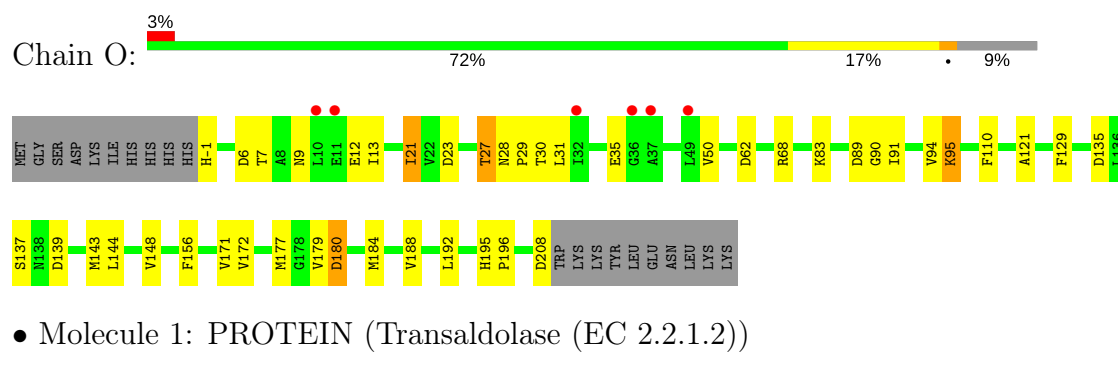 3%
Chain O:
72% 17% • 9%
MET GLY SER ASP LYS ILE HIS HIS HIS HIS H-1 D6 T7 A8 N9 L10 E11 E12 I13 I21 V22 D23 T27 N28 P29 T30 L31 I32 E35 G36 A37 L49 V50 D62 R68 K83 D89 G90 I91 V94 K95 F110 A121 F129 D135 L136
S137 N138 D139 M143 L144 V148 F156 V171 V172 M177 G178 V179 D180 M184 V188 L192 H195 P196 D208 TRP LYS LYS TYR LEU GLU ASN LEU LYS LYS
• Molecule 1: PROTEIN (Transaldolase (EC 2.2.1.2))